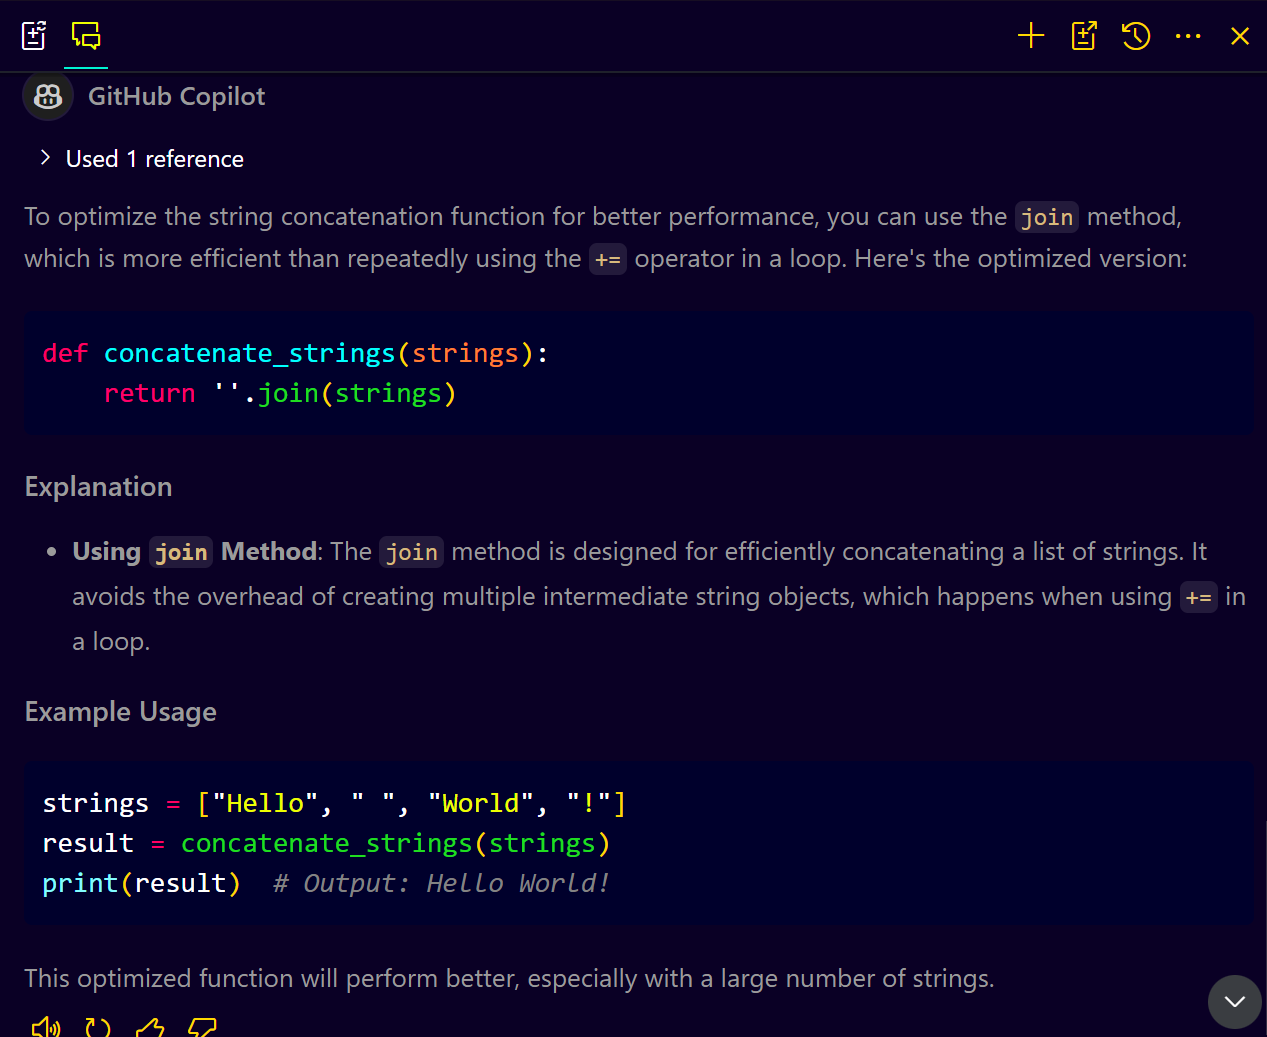 GitHub Copilot
Used 1 reference
To optimize the string concatenation function for better performance, you can use the join method,
which is more efficient than repeatedly using the += operator in a loop. Here's the optimized version:
def concatenate_strings(strings):
    return ''.join(strings)
Explanation
• Using join Method: The join method is designed for efficiently concatenating a list of strings. It
avoids the overhead of creating multiple intermediate string objects, which happens when using += in
a loop.
Example Usage
strings = ["Hello", " ", "World", "!"]
result = concatenate_strings(strings)
print(result)  # Output: Hello World!
This optimized function will perform better, especially with a large number of strings.